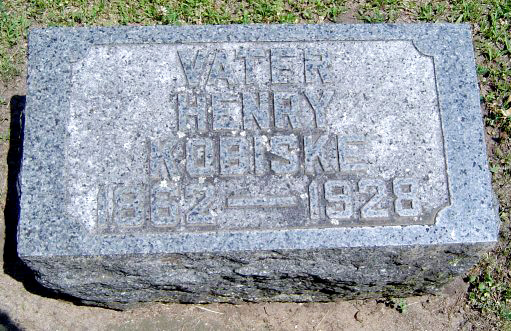 VATER
HENRY
KOBISKE
1862 — 1928